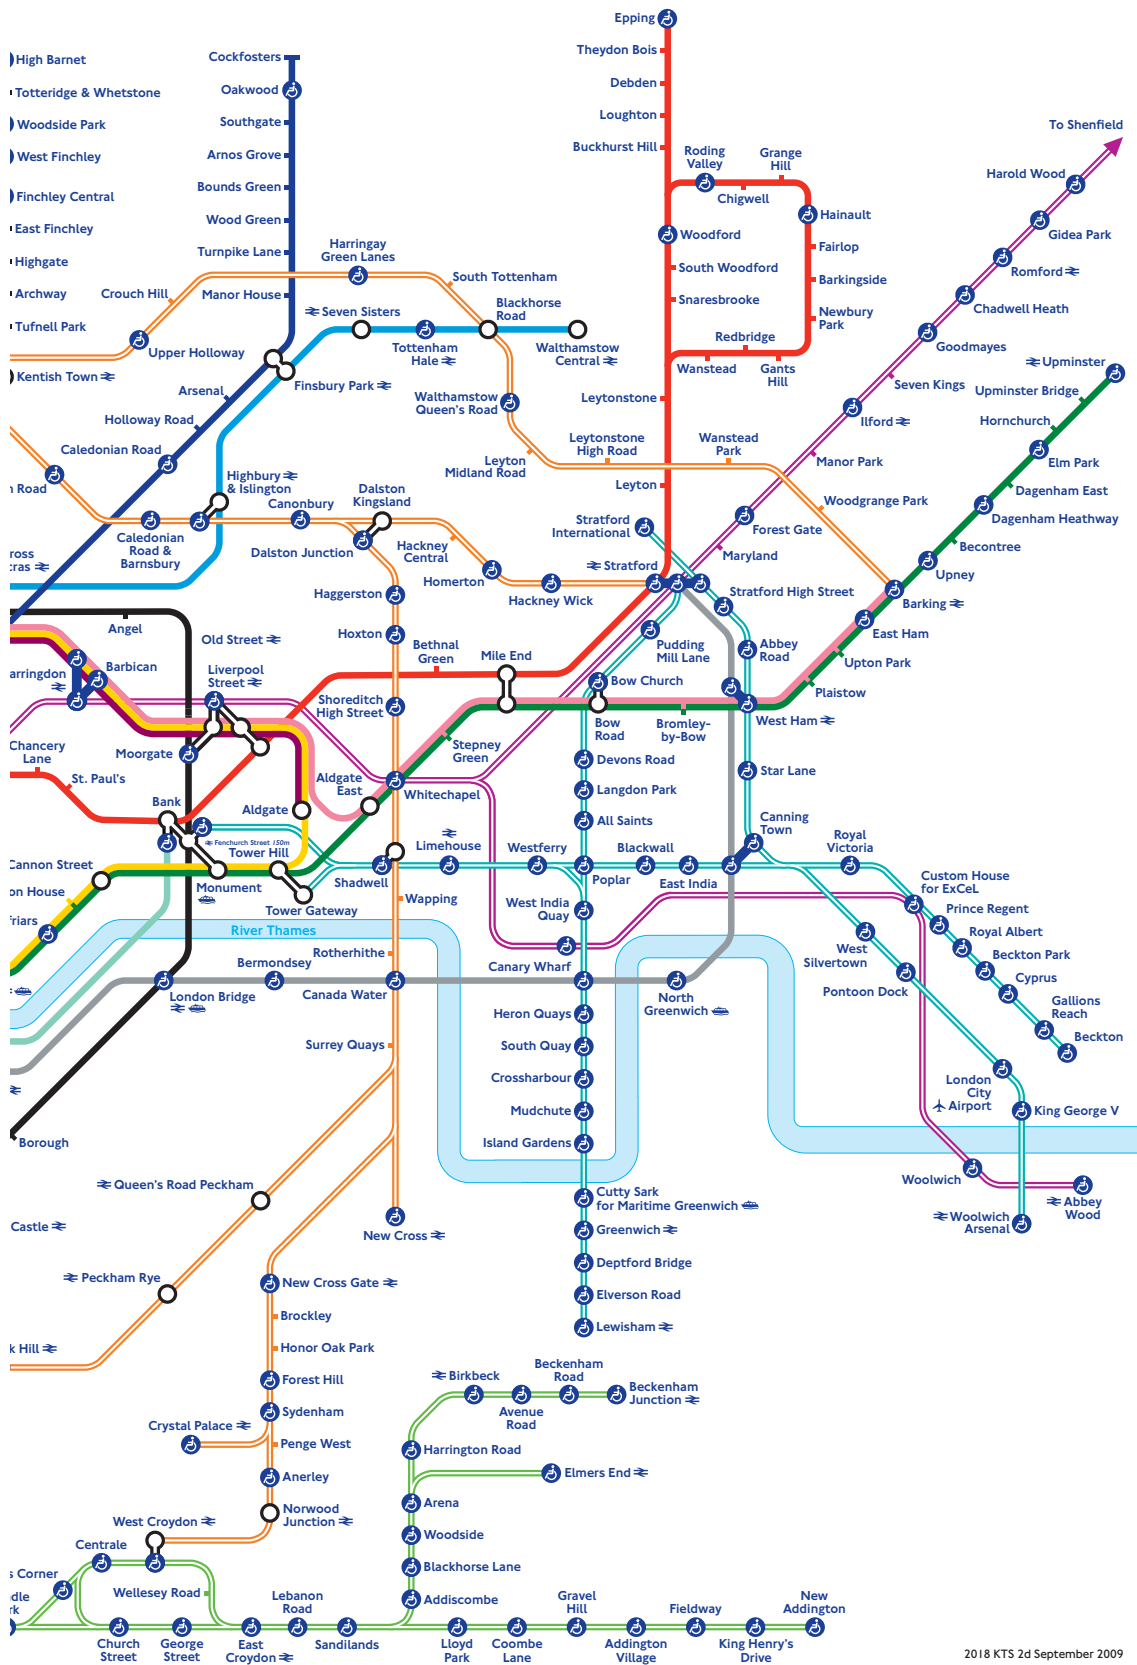 Epping
Theydon Bois
Debden
Loughton
Buckhurst Hill
Roding
Valley
Grange
Hill
Chigwell
Hainault
Woodford
Fairlop
South Woodford
Barkingside
Snaresbrooke
Newbury
Park
Redbridge
Wanstead
Gants
Hill
Leytonstone
Leyton
To Shenfield
Harold Wood
Gidea Park
Romford
Chadwell Heath
Goodmayes
Seven Kings
Ilford
Manor Park
Forest Gate
Maryland
Upminster
Upminster Bridge
Hornchurch
Elm Park
Dagenham East
Dagenham Heathway
Becontree
Upney
Barking
East Ham
Upton Park
Plaistow
West Ham
High Barnet
Totteridge & Whetstone
Woodside Park
West Finchley
Finchley Central
East Finchley
Highgate
Archway
Tufnell Park
Kentish Town
Cockfosters
Oakwood
Southgate
Arnos Grove
Bounds Green
Wood Green
Turnpike Lane
Manor House
Harringay
Green Lanes
Crouch Hill
Upper Holloway
South Tottenham
Seven Sisters
Blackhorse
Road
Tottenham
Hale
Walthamstow
Central
Finsbury Park
Arsenal
Holloway Road
Caledonian Road
Walthamstow
Queen's Road
Leyton
Midland Road
Leytonstone
High Road
Wanstead
Park
Woodgrange Park
n Road
Highbury
& Islington
Canonbury
Dalston
Kingsland
Caledonian
Road &
Barnsbury
Dalston Junction
Hackney
Central
Homerton
Hackney Wick
Stratford
International
Stratford
Stratford High Street
ross
cras
Haggerston
Hoxton
Angel
Old Street
Barbican
arringdon
Liverpool
Street
Shoreditch
High Street
Bethnal
Green
Mile End
Pudding
Mill Lane
Abbey
Road
Bow Church
Bow
Road
Bromley-
by-Bow
Star Lane
Moorgate
Chancery
Lane
St. Paul's
Bank
Aldgate
Aldgate
East
Stepney
Green
Whitechapel
Devons Road
Langdon Park
All Saints
Canning
Town
Royal
Victoria
Fenchurch Street 150m
Tower Hill
Cannon Street
on House
friars
Monument
Tower Gateway
Shadwell
Limehouse
Westferry
Poplar
Blackwall
East India
Custom House
for ExCeL
Prince Regent
Royal Albert
Beckton Park
Cyprus
Gallions
Reach
Beckton
West
Silvertown
Pontoon Dock
London
City
Airport
King George V
Woolwich
Woolwich
Arsenal
Abbey
Wood
River Thames
Wapping
Rotherhithe
West India
Quay
Canary Wharf
London Bridge
Bermondsey
Canada Water
North
Greenwich
Heron Quays
South Quay
Crossharbour
Mudchute
Island Gardens
Cutty Sark
for Maritime Greenwich
Greenwich
Deptford Bridge
Elverson Road
Lewisham
Surrey Quays
Borough
Castle
Queen's Road Peckham
New Cross
Peckham Rye
New Cross Gate
Brockley
Honor Oak Park
k Hill
Forest Hill
Sydenham
Crystal Palace
Penge West
Anerley
Norwood
Junction
West Croydon
Centrale
s Corner
dle
rk
Wellesey Road
Church
Street
George
Street
East
Croydon
Lebanon
Road
Sandilands
Birkbeck
Avenue
Road
Beckenham
Road
Beckenham
Junction
Harrington Road
Elmers End
Arena
Woodside
Blackhorse Lane
Addiscombe
Lloyd
Park
Coombe
Lane
Gravel
Hill
Addington
Village
Fieldway
King Henry's
Drive
New
Addington
2018 KTS 2d September 2009